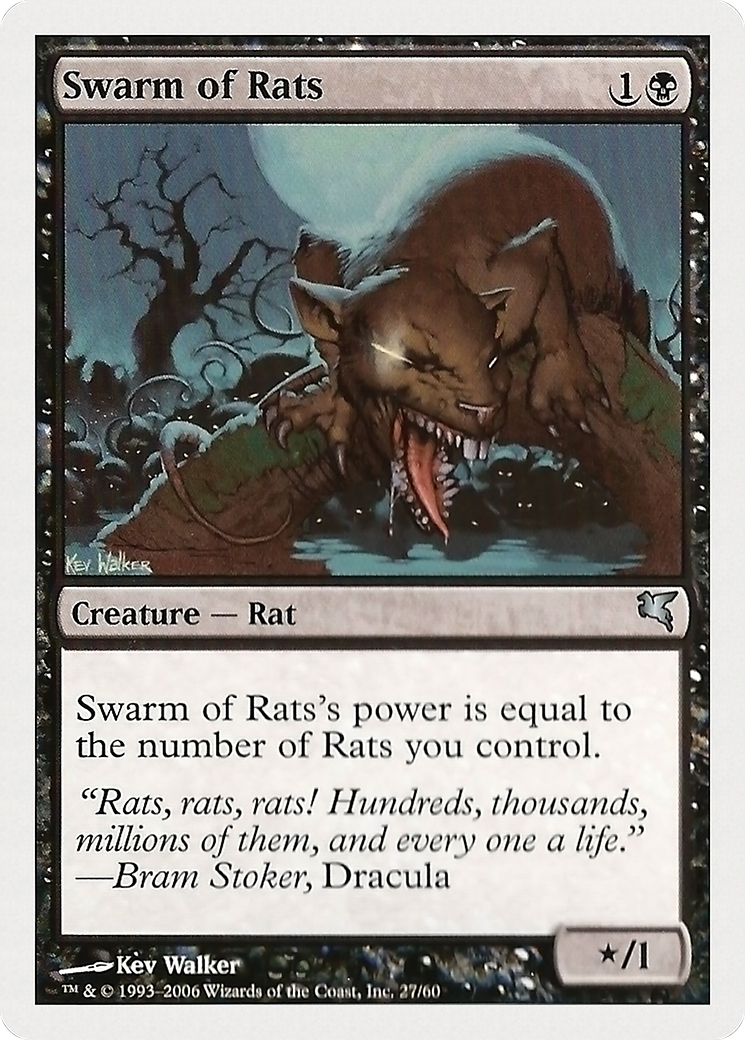 Swarm of Rats 1
KEV WALKER
Creature — Rat
Swarm of Rats's power is equal to
the number of Rats you control.
“Rats, rats, rats! Hundreds, thousands,
millions of them, and every one a life.”
—Bram Stoker, Dracula
★/1
Kev Walker
™ & © 1993–2006 Wizards of the Coast, Inc. 27/60